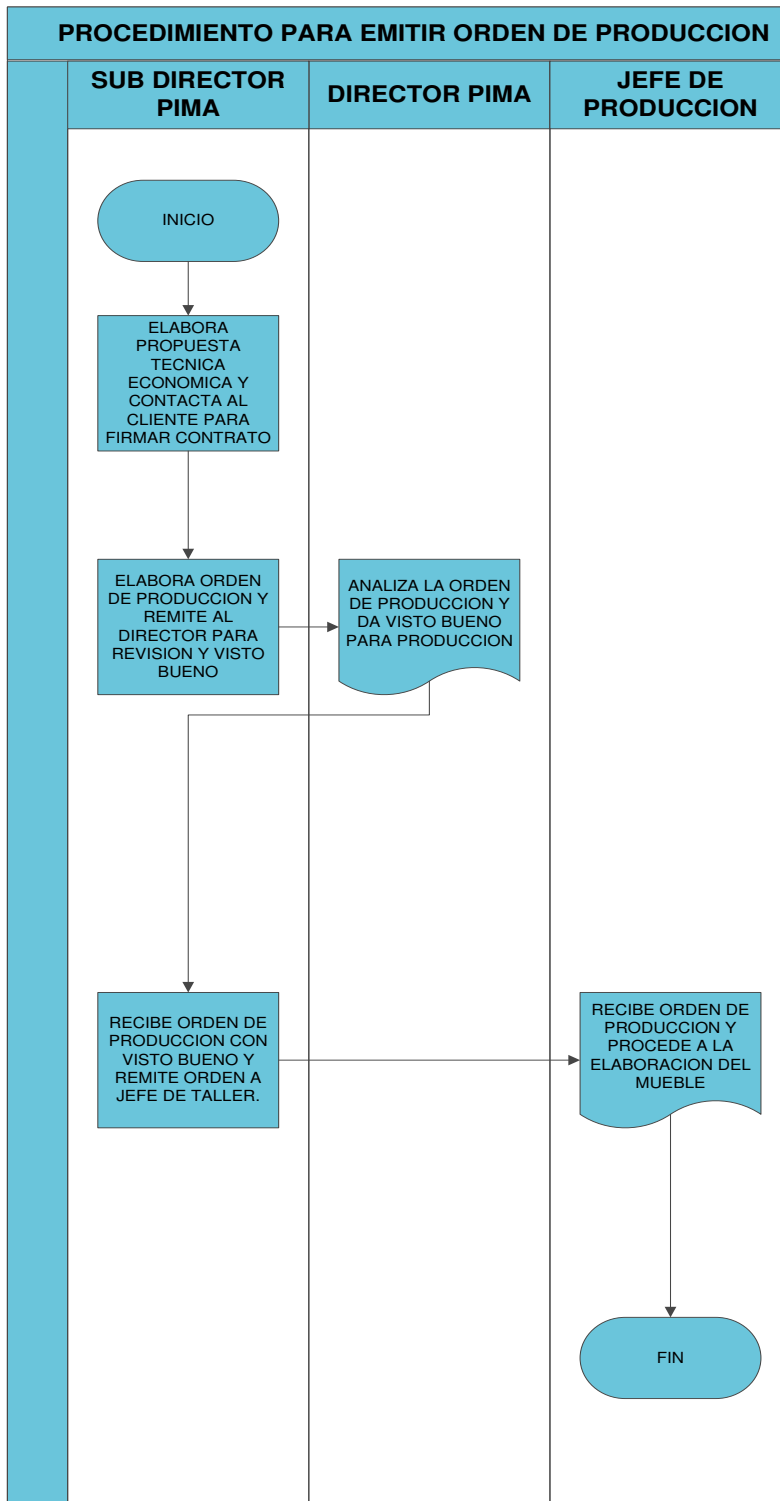 PROCEDIMIENTO PARA EMITIR ORDEN DE PRODUCCION
SUB DIRECTOR
PIMA
DIRECTOR PIMA
JEFE DE
PRODUCCION
INICIO
ELABORA
PROPUESTA
TECNICA
ECONOMICA Y
CONTACTA AL
CLIENTE PARA
FIRMAR CONTRATO
ELABORA ORDEN
DE PRODUCCION Y
REMITE AL
DIRECTOR PARA
REVISION Y VISTO
BUENO
ANALIZA LA ORDEN
DE PRODUCCION Y
DA VISTO BUENO
PARA PRODUCCION
RECIBE ORDEN DE
PRODUCCION CON
VISTO BUENO Y
REMITE ORDEN A
JEFE DE TALLER.
RECIBE ORDEN DE
PRODUCCION Y
PROCEDE A LA
ELABORACION DEL
MUEBLE
FIN